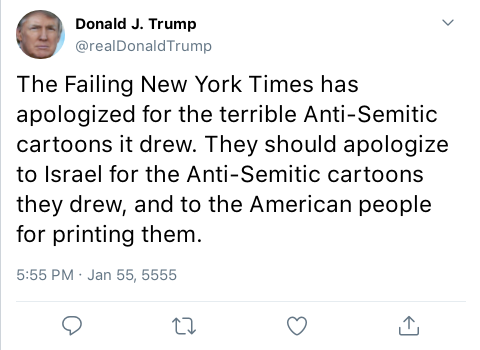 Donald J. Trump
@realDonaldTrump
The Failing New York Times has
apologized for the terrible Anti-Semitic
cartoons it drew. They should apologize
to Israel for the Anti-Semitic cartoons
they drew, and to the American people
for printing them.
5:55 PM · Jan 55, 5555